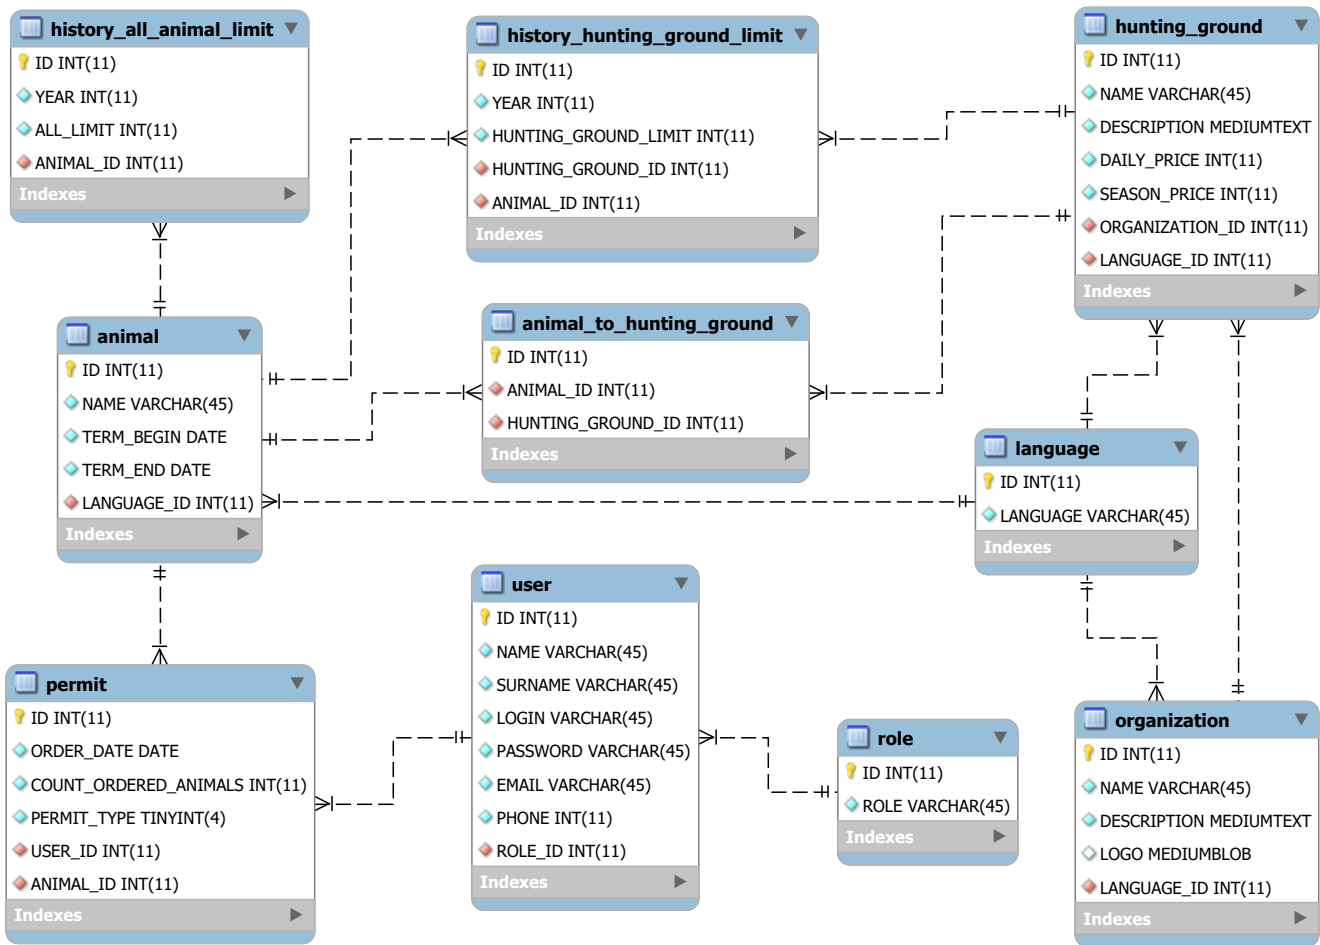 history_all_animal_limit
ID INT(11)
YEAR INT(11)
ALL_LIMIT INT(11)
ANIMAL_ID INT(11)
Indexes
history_hunting_ground_limit
ID INT(11)
YEAR INT(11)
HUNTING_GROUND_LIMIT INT(11)
HUNTING_GROUND_ID INT(11)
ANIMAL_ID INT(11)
Indexes
hunting_ground
ID INT(11)
NAME VARCHAR(45)
DESCRIPTION MEDIUMTEXT
DAILY_PRICE INT(11)
SEASON_PRICE INT(11)
ORGANIZATION_ID INT(11)
LANGUAGE_ID INT(11)
Indexes
animal
ID INT(11)
NAME VARCHAR(45)
TERM_BEGIN DATE
TERM_END DATE
LANGUAGE_ID INT(11)
Indexes
animal_to_hunting_ground
ID INT(11)
ANIMAL_ID INT(11)
HUNTING_GROUND_ID INT(11)
Indexes
language
ID INT(11)
LANGUAGE VARCHAR(45)
Indexes
permit
ID INT(11)
ORDER_DATE DATE
COUNT_ORDERED_ANIMALS INT(11)
PERMIT_TYPE TINYINT(4)
USER_ID INT(11)
ANIMAL_ID INT(11)
Indexes
user
ID INT(11)
NAME VARCHAR(45)
SURNAME VARCHAR(45)
LOGIN VARCHAR(45)
PASSWORD VARCHAR(45)
EMAIL VARCHAR(45)
PHONE INT(11)
ROLE_ID INT(11)
Indexes
role
ID INT(11)
ROLE VARCHAR(45)
Indexes
organization
ID INT(11)
NAME VARCHAR(45)
DESCRIPTION MEDIUMTEXT
LOGO MEDIUMBLOB
LANGUAGE_ID INT(11)
Indexes